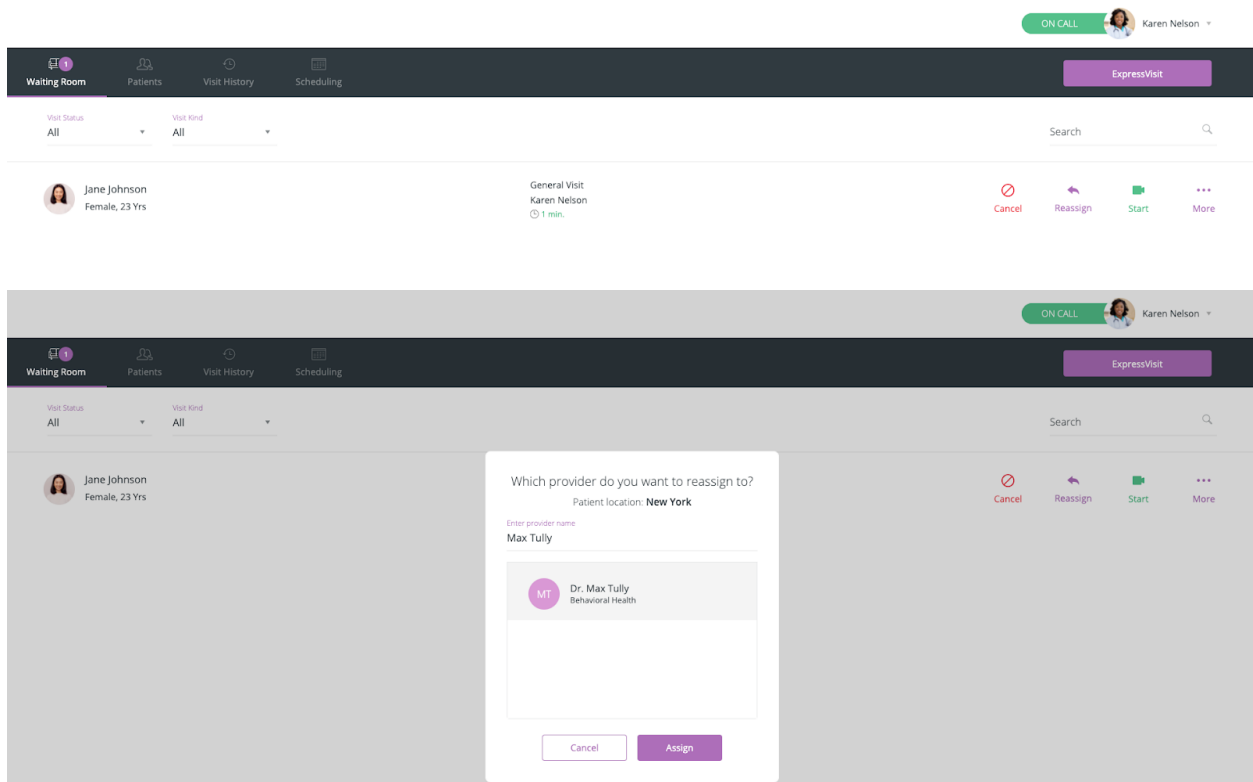 ON CALL Karen Nelson
1
Waiting Room Patients Visit History Scheduling ExpressVisit
Visit Status Visit Kind
All All Search
Jane Johnson
Female, 23 Yrs
General Visit
Karen Nelson
1 min.
Cancel Reassign Start More
ON CALL Karen Nelson
1
Waiting Room Patients Visit History Scheduling ExpressVisit
Visit Status Visit Kind
All All Search
Jane Johnson
Female, 23 Yrs
Cancel Reassign Start More
Which provider do you want to reassign to?
Patient location: New York
Enter provider name
Max Tully
MT
Dr. Max Tully
Behavioral Health
Cancel Assign